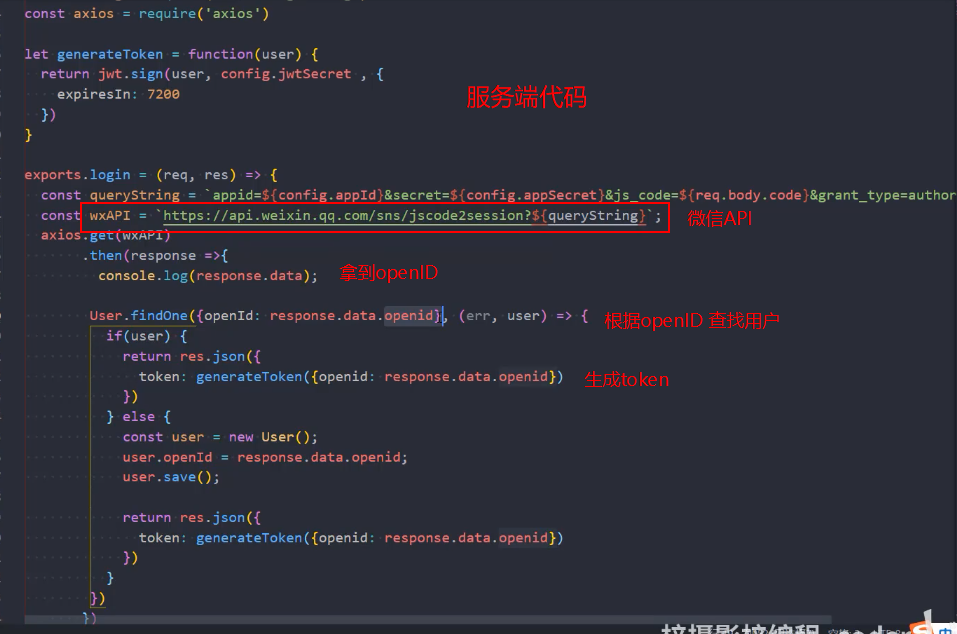 const axios = require('axios')
let generateToken = function(user) {
return jwt.sign(user, config.jwtSecret , {
expiresIn: 7200
})
}
服务端代码
exports.login = (req, res) => {
const queryString = `appid=${config.appId}&secret=${config.appSecret}&js_code=${req.body.code}&grant_type=author
const wxAPI = `https://api.weixin.qq.com/sns/jscode2session?${queryString}`; 微信API
axios.get(wxAPI)
.then(response =>{
console.log(response.data); 拿到openID
User.findOne({openId: response.data.openid}, (err, user) => { 根据openID 查找用户
if(user) {
return res.json({
token: generateToken({openid: response.data.openid}) 生成token
})
} else {
const user = new User();
user.openId = response.data.openid;
user.save();
return res.json({
token: generateToken({openid: response.data.openid})
})
}
})
})